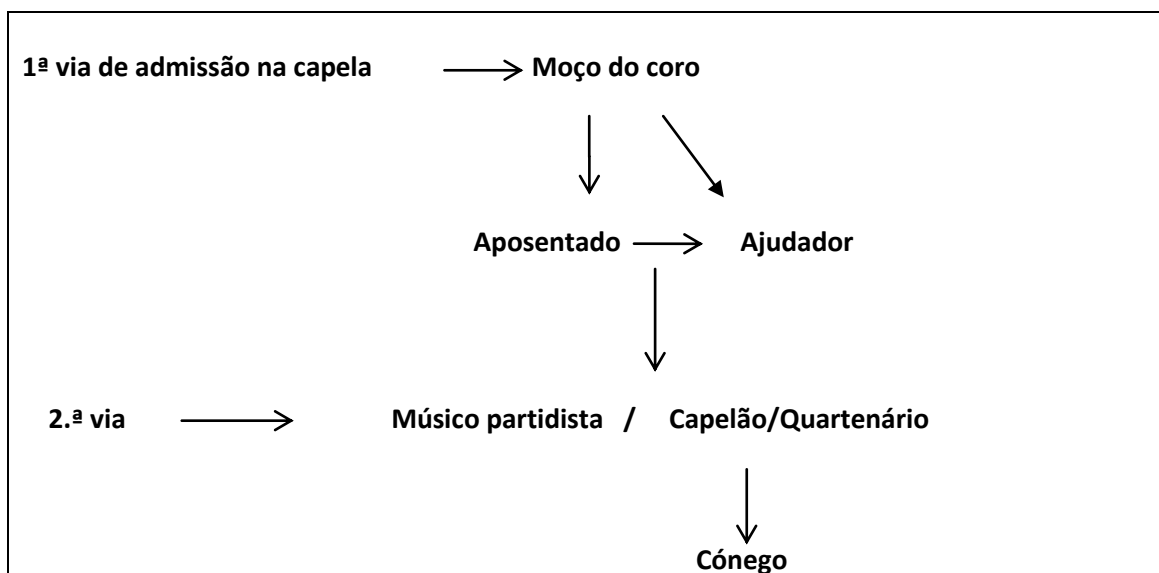 1ª via de admissão na capela Moço do coro
Aposentado Ajudador
2.ª via Músico partidista / Capelão/Quartenário
Cónego